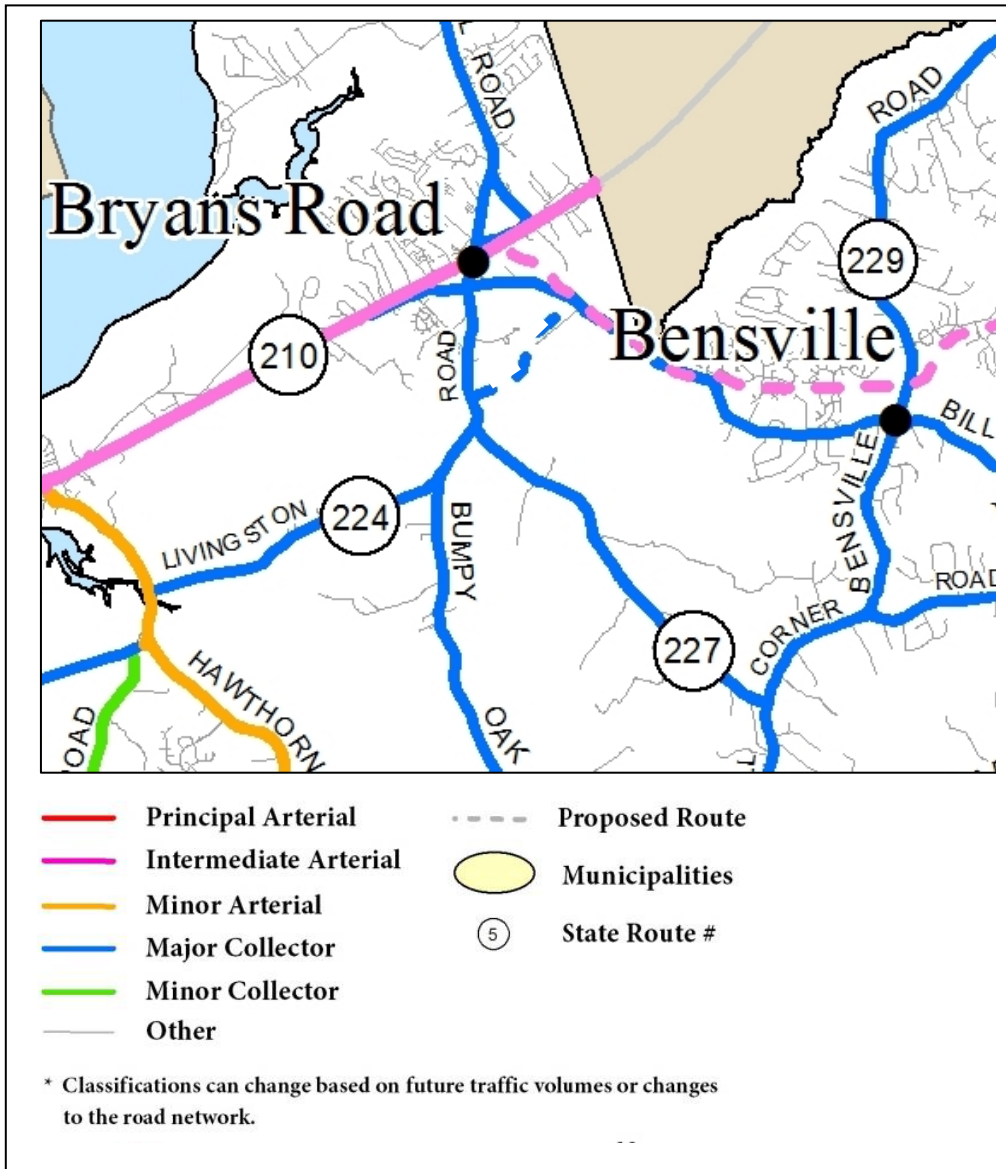 L ROAD
ROAD
Bryans Road
229
Bensville
210
ROAD
BILL
BENSVILLE
LIVINGSTON
224
BUMPY
ROAD
CORNER
227
HAWTHORN
OAK
OAD
Principal Arterial
Intermediate Arterial
Minor Arterial
Major Collector
Minor Collector
Other
Proposed Route
Municipalities
5 State Route #
* Classifications can change based on future traffic volumes or changes
to the road network.